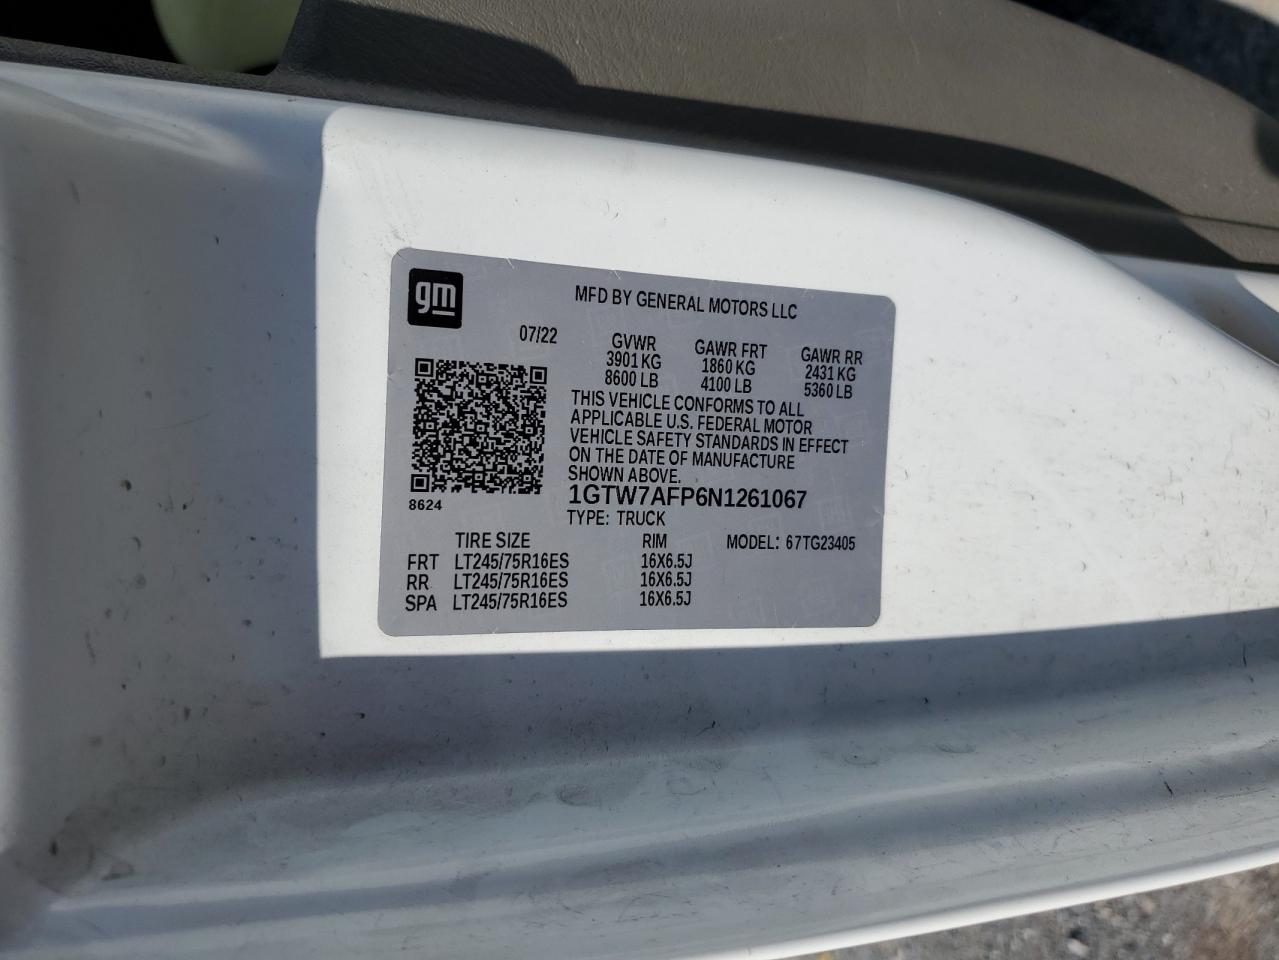 gm
MFD BY GENERAL MOTORS LLC
07/22
GVWR GAWR FRT GAWR RR
3901 KG 1860 KG 2431 KG
8600 LB 4100 LB 5360 LB
THIS VEHICLE CONFORMS TO ALL
APPLICABLE U.S. FEDERAL MOTOR
VEHICLE SAFETY STANDARDS IN EFFECT
ON THE DATE OF MANUFACTURE
SHOWN ABOVE.
8624
1GTW7AFP6N1261067
TYPE: TRUCK
TIRE SIZE RIM MODEL: 67TG23405
FRT LT245/75R16ES 16X6.5J
RR LT245/75R16ES 16X6.5J
SPA LT245/75R16ES 16X6.5J